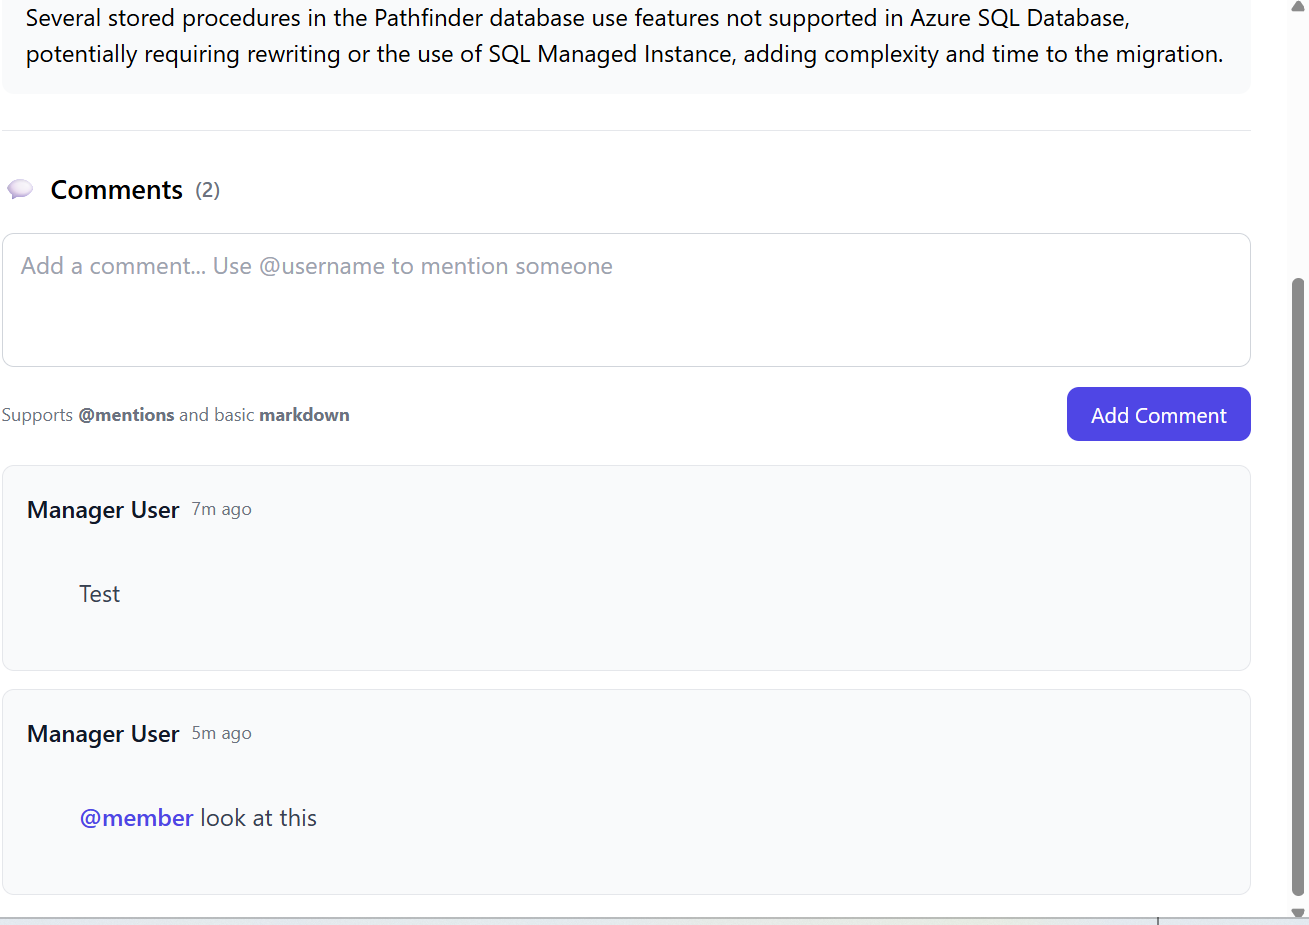 Several stored procedures in the Pathfinder database use features not supported in Azure SQL Database,
potentially requiring rewriting or the use of SQL Managed Instance, adding complexity and time to the migration.
Comments (2)
Add a comment... Use @username to mention someone
Supports @mentions and basic markdown
Add Comment
Manager User 7m ago
Test
Manager User 5m ago
@member look at this